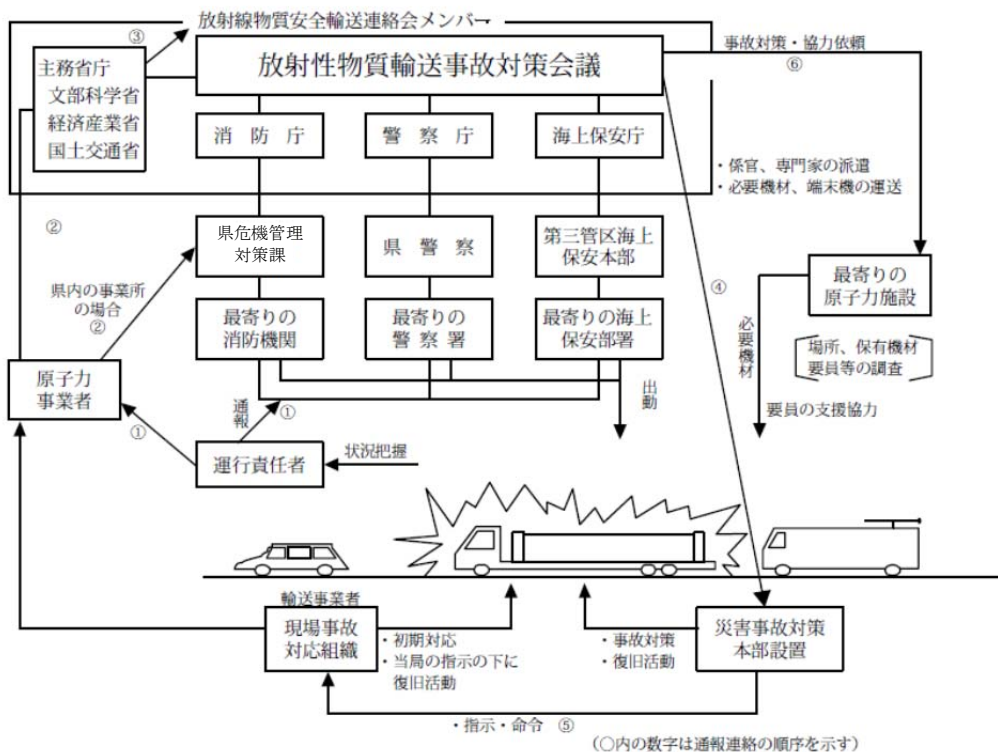 放射線物質安全輸送連絡会メンバー
③
事故対策・協力依頼
⑥
放射性物質輸送事故対策会議
主務省庁
文部科学省
経済産業省
国土交通省
消 防 庁
警 察 庁
海上保安庁
・係官、専門家の派遣
・必要機材、端末機の運送
②
県危機管理
対策課
県 警 察
第三管区海上
保安本部
④
最寄りの
原子力施設
県内の事業所
の場合
②
最寄りの
消防機関
最寄りの
警 察 署
最寄りの海上
保安部署
必要機材
場所、保有機材
要員等の調査
原子力
事業者
出動
通報
①
要員の支援協力
①
運行責任者
状況把握
輸送事業者
現場事故
対応組織
・初期対応
・当局の指示の下に
復旧活動
・事故対策
・復旧活動
災害事故対策
本部設置
・指示・命令 ⑤
(○内の数字は通報連絡の順序を示す)